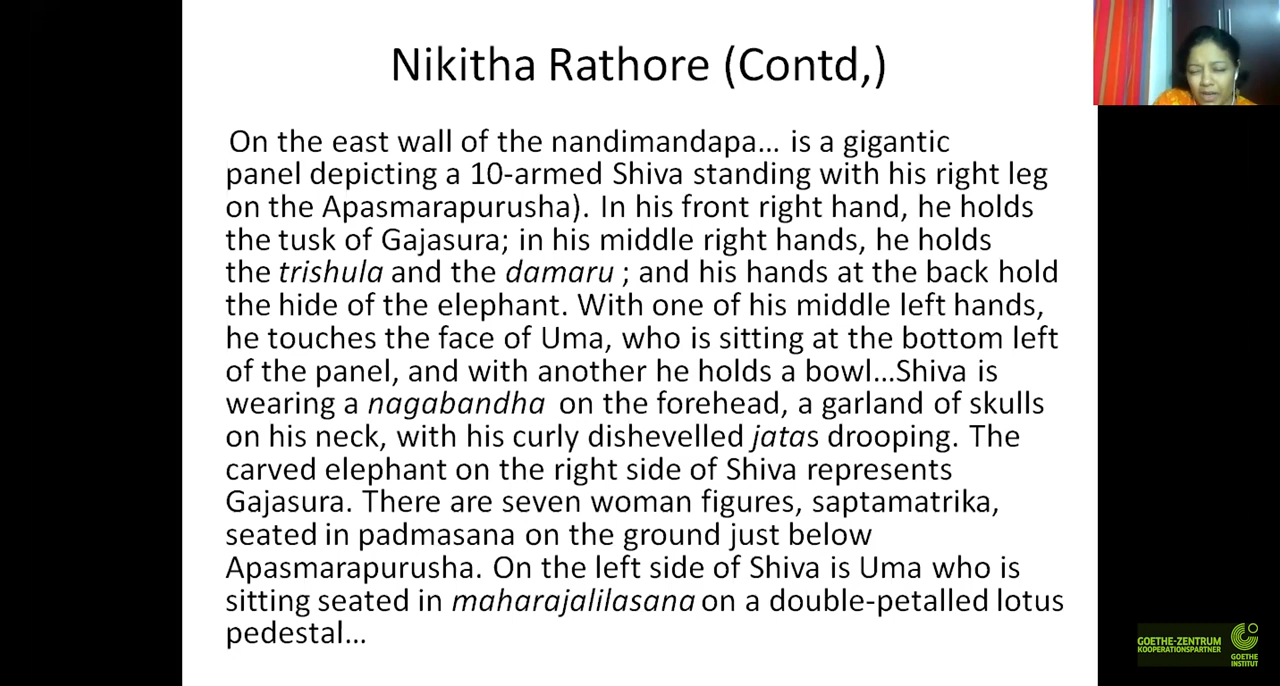 Nikitha Rathore (Contd,)
On the east wall of the nandimandapa... is a gigantic
panel depicting a 10-armed Shiva standing with his right leg
on the Apasmarapurusha). In his front right hand, he holds
the tusk of Gajasura; in his middle right hands, he holds
the trishula and the damaru ; and his hands at the back hold
the hide of the elephant. With one of his middle left hands,
he touches the face of Uma, who is sitting at the bottom left
of the panel, and with another he holds a bowl...Shiva is
wearing a nagabandha on the forehead, a garland of skulls
on his neck, with his curly dishevelled jatas drooping. The
carved elephant on the right side of Shiva represents
Gajasura. There are seven woman figures, saptamatrika,
seated in padmasana on the ground just below
Apasmarapurusha. On the left side of Shiva is Uma who is
sitting seated in maharajalilasana on a double-petalled lotus
pedestal...
GOETHE-ZENTRUM
KOOPERATIONSPARTNER
GOETHE
INSTITUT